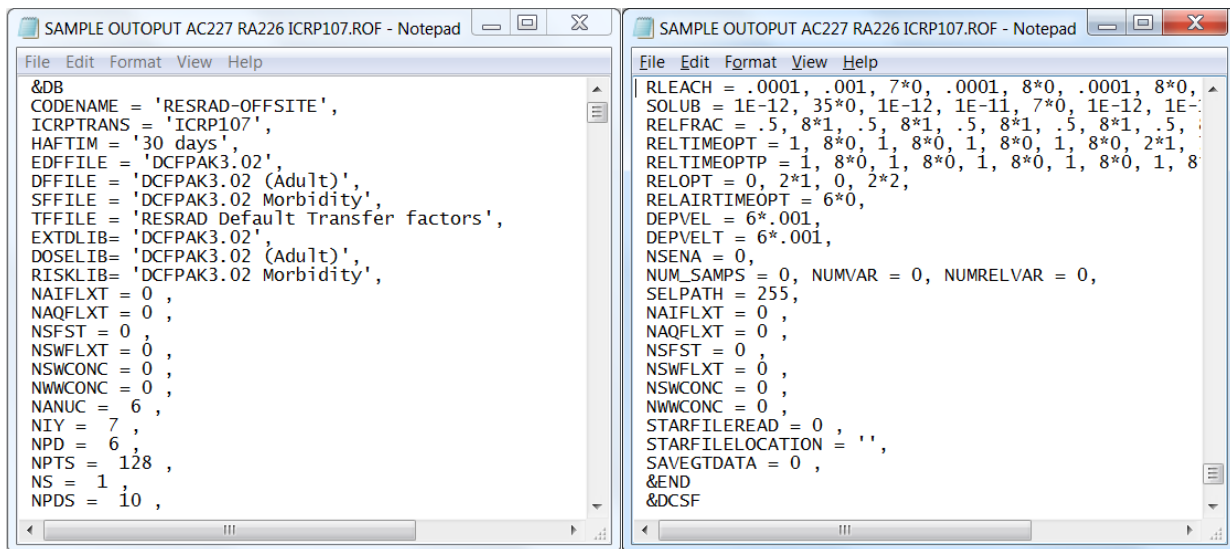 SAMPLE OUTOPUT AC227 RA226 ICRP107.ROF - Notepad
File Edit Format View Help
&DB
CODENAME = 'RESRAD-OFFSITE',
ICRPTRANS = 'ICRP107',
HAFTIM = '30 days',
EDFFILE = 'DCFPAK3.02',
DFFILE = 'DCFPAK3.02 (Adult)',
SFFILE = 'DCFPAK3.02 Morbidity',
TFFILE = 'RESRAD Default Transfer factors',
EXTDLIB= 'DCFPAK3.02',
DOSELIB= 'DCFPAK3.02 (Adult)',
RISKLIB= 'DCFPAK3.02 Morbidity',
NAIFLXT = 0 ,
NAQFLXT = 0 ,
NSFST = 0 ,
NSWFLXT = 0 ,
NSWCONC = 0 ,
NWWCONC = 0 ,
NANUC = 6 ,
NIY = 7 ,
NPD = 6 ,
NPTS = 128 ,
NS = 1 ,
NPDS = 10 ,
SAMPLE OUTOPUT AC227 RA226 ICRP107.ROF - Notepad
File Edit Format View Help
RLEACH = .0001, .001, 7*0, .0001, 8*0, .0001, 8*0,
SOLUB = 1E-12, 35*0, 1E-12, 1E-11, 7*0, 1E-12, 1E-
RELFRAC = .5, 8*1, .5, 8*1, .5, 8*1, .5, 8*1, .5,
RELTIMEOPT = 1, 8*0, 1, 8*0, 1, 8*0, 1, 8*0, 2*1,
RELTIMEOPTP = 1, 8*0, 1, 8*0, 1, 8*0, 1, 8*0, 1, 8
RELOPT = 0, 2*1, 0, 2*2,
RELAIRTIMEOPT = 6*0,
DEPVEL = 6*.001,
DEPVELT = 6*.001,
NSENA = 0,
NUM_SAMPS = 0, NUMVAR = 0, NUMRELVAR = 0,
SELPATH = 255,
NAIFLXT = 0 ,
NAQFLXT = 0 ,
NSFST = 0 ,
NSWFLXT = 0 ,
NSWCONC = 0 ,
NWWCONC = 0 ,
STARFILEREAD = 0 ,
STARFILELOCATION = '',
SAVEGTDATA = 0 ,
&END
&DCSF